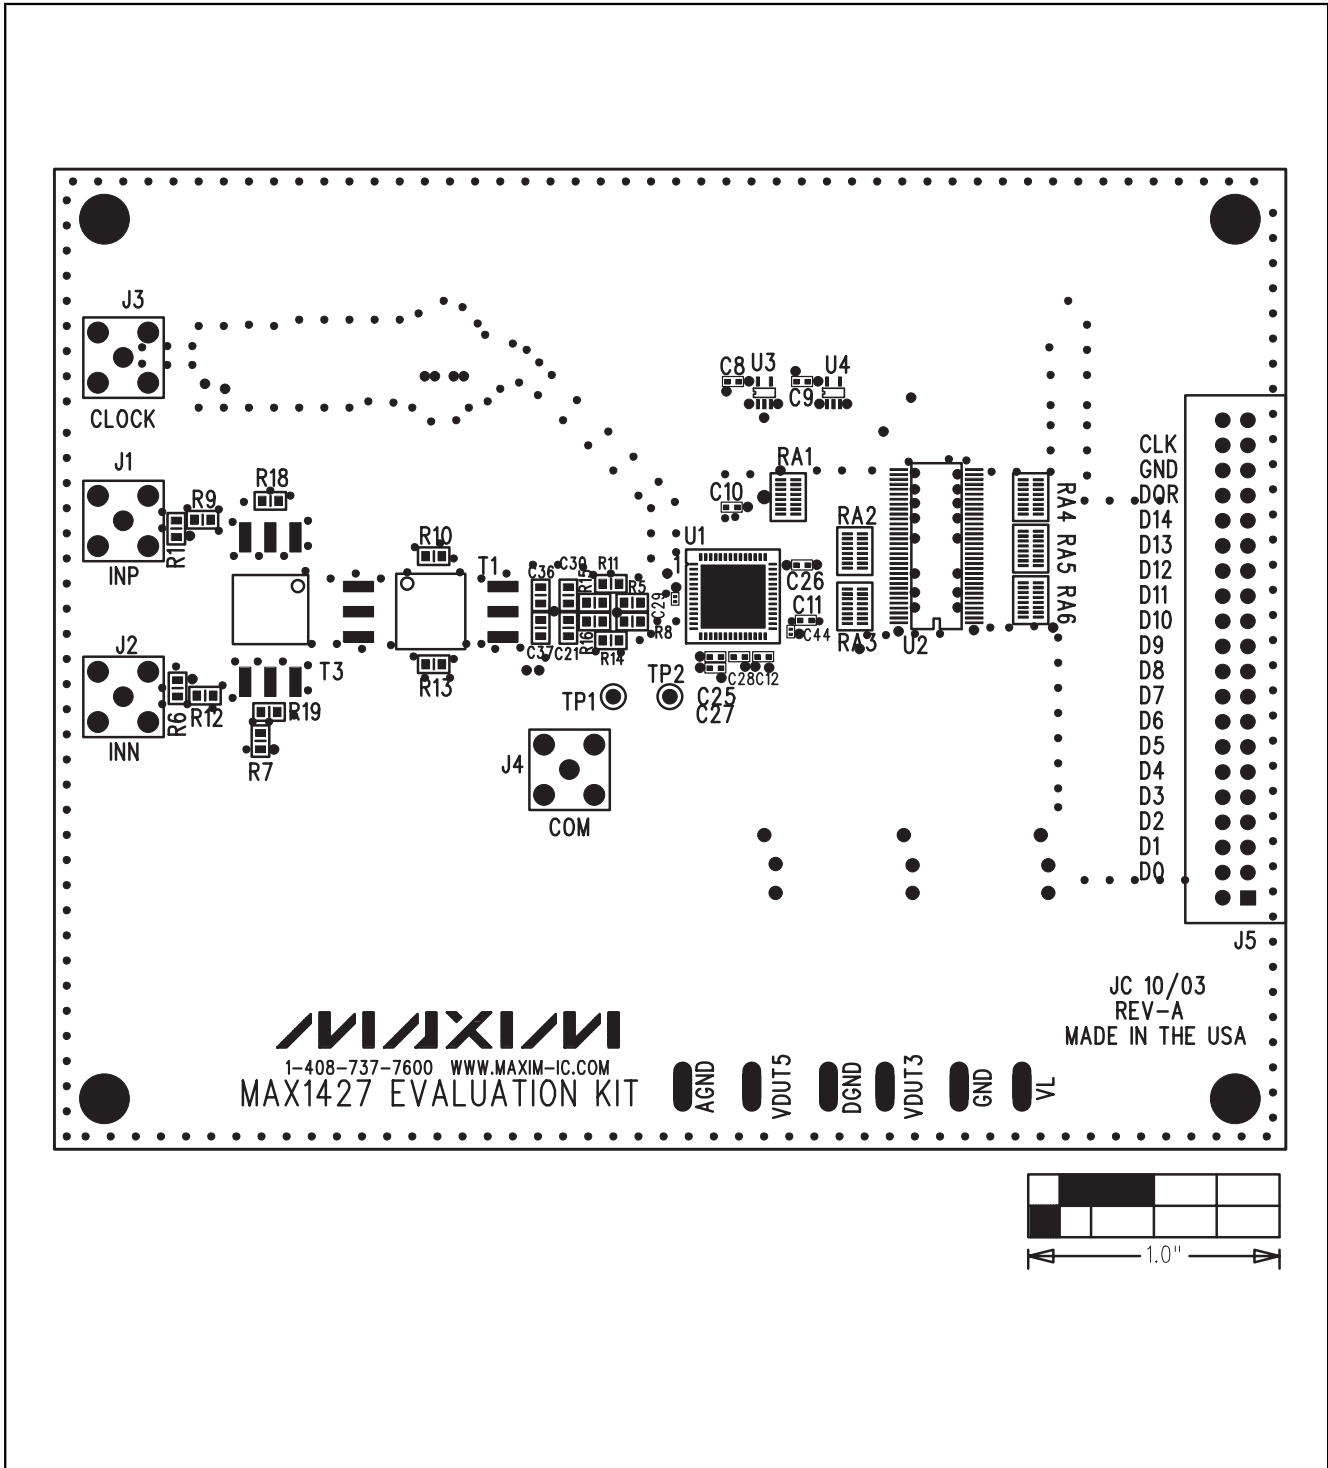 J3
CLOCK
J1
R9
R1
INP
R18
J2
R6
R12
INN
T3
R19
R7
R10
R13
T1
C36
C30
R15
R11
R5
C29
R8
R16
R14
C37
C21
TP1
TP2
J4
COM
C8
U3
C9
U4
C10
RA1
U1
1
RA2
C26
C11
C44
RA3
U2
C28
C12
C25
C27
RA4 RA5 RA6
CLK
GND
DOR
D14
D13
D12
D11
D10
D9
D8
D7
D6
D5
D4
D3
D2
D1
D0
J5
JC 10/03
REV-A
MADE IN THE USA
MAXIM
1-408-737-7600 WWW.MAXIM-IC.COM
MAX1427 EVALUATION KIT
AGND
VDUT5
DGND
VDUT3
GND
VL
1.0"